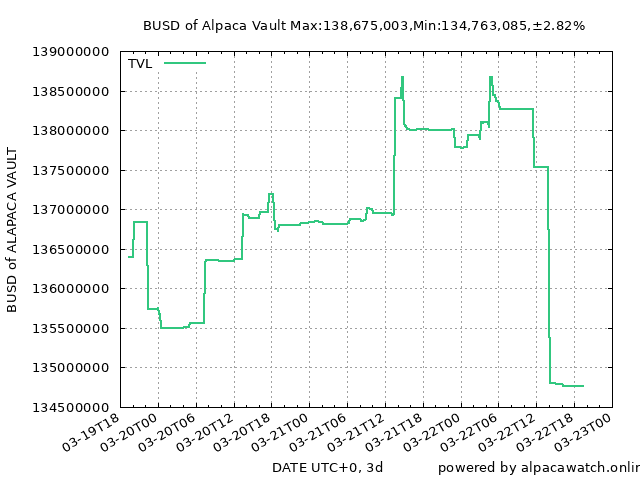 BUSD of Alpaca Vault Max:138,675,003,Min:134,763,085,±2.82%
TVL
139000000
138500000
138000000
137500000
137000000
136500000
136000000
135500000
135000000
134500000
BUSD of ALAPACA VAULT
03-19T18
03-20T00
03-20T06
03-20T12
03-20T18
03-21T00
03-21T06
03-21T12
03-21T18
03-22T00
03-22T06
03-22T12
03-22T18
03-23T00
DATE UTC+0, 3d
powered by alpacawatch.onlin